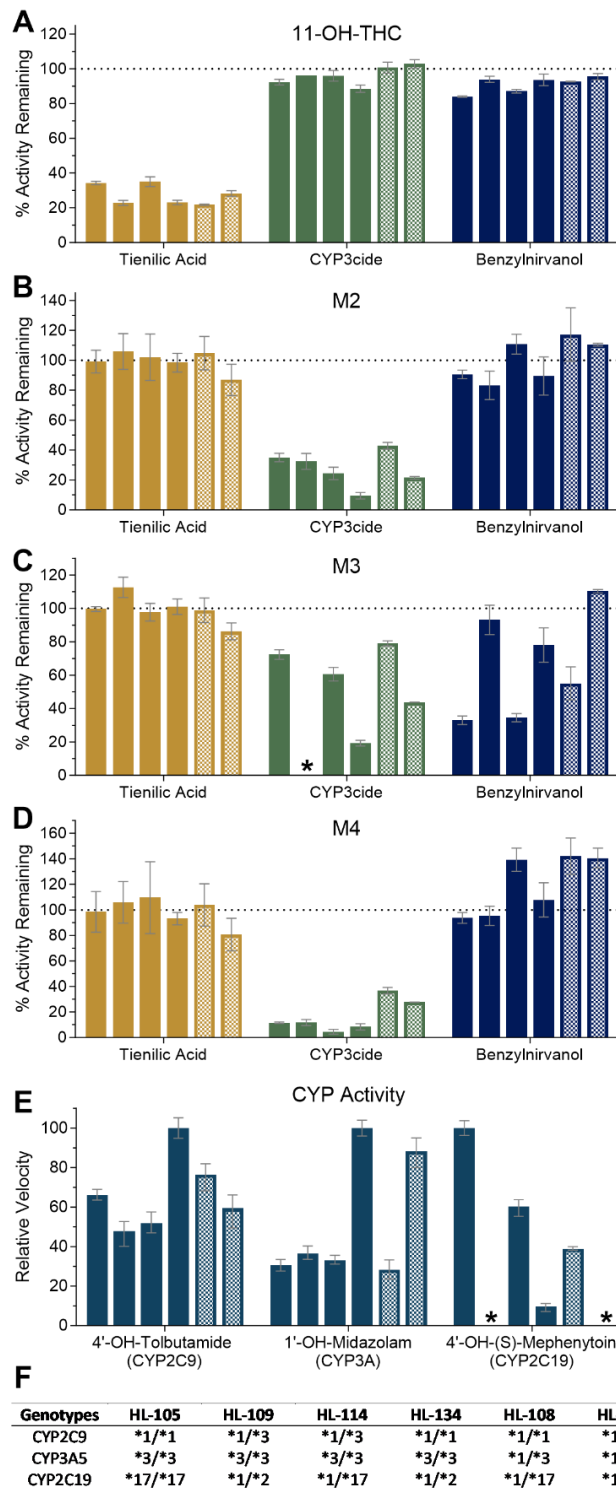 A
11-OH-THC
% Activity Remaining
100
80
60
40
20
0
Tienilic Acid CYP3cide Benzylnirvanol
B
M2
% Activity Remaining
140
120
100
80
60
40
20
0
Tienilic Acid CYP3cide Benzylnirvanol
C
M3
% Activity Remaining
120
100
80
60
40
20
0
*
Tienilic Acid CYP3cide Benzylnirvanol
D
M4
% Activity Remaining
160
140
120
100
80
60
40
20
0
Tienilic Acid CYP3cide Benzylnirvanol
E
CYP Activity
Relative Velocity
100
80
60
40
20
0
* *
4'-OH-Tolbutamide 1'-OH-Midazolam 4'-OH-(S)-Mephenytoin
(CYP2C9) (CYP3A) (CYP2C19)
F
Genotypes HL-105 HL-109 HL-114 HL-134 HL-108 HL
CYP2C9 *1/*1 *1/*3 *1/*3 *1/*1 *1/*1 *1
CYP3A5 *3/*3 *3/*3 *3/*3 *3/*3 *1/*3 *1
CYP2C19 *17/*17 *1/*2 *1/*17 *1/*2 *1/*17 *1